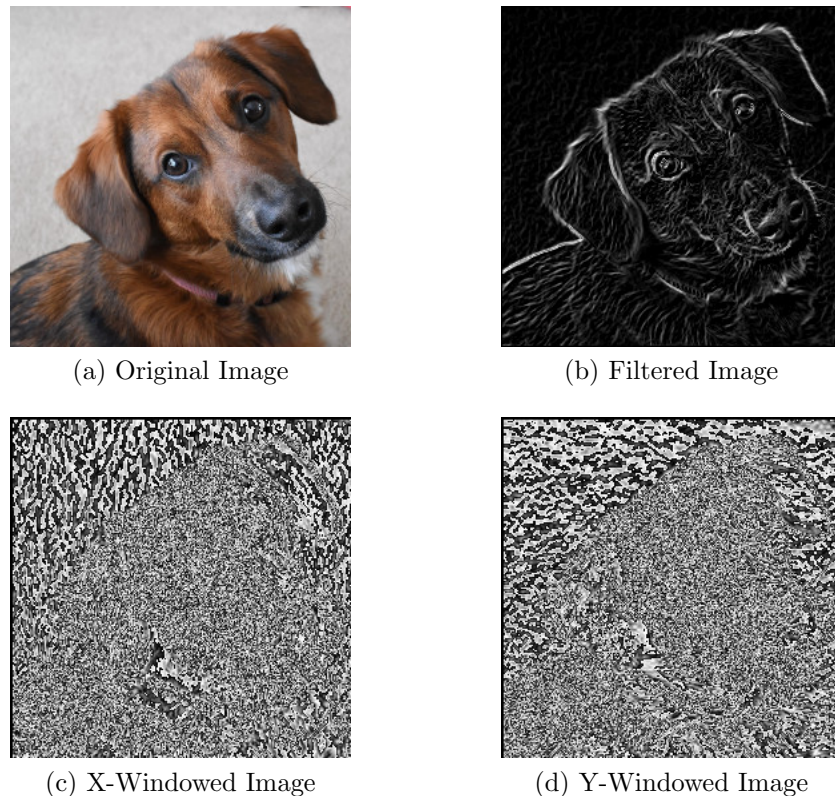 (a) Original Image
(b) Filtered Image
(c) X-Windowed Image
(d) Y-Windowed Image